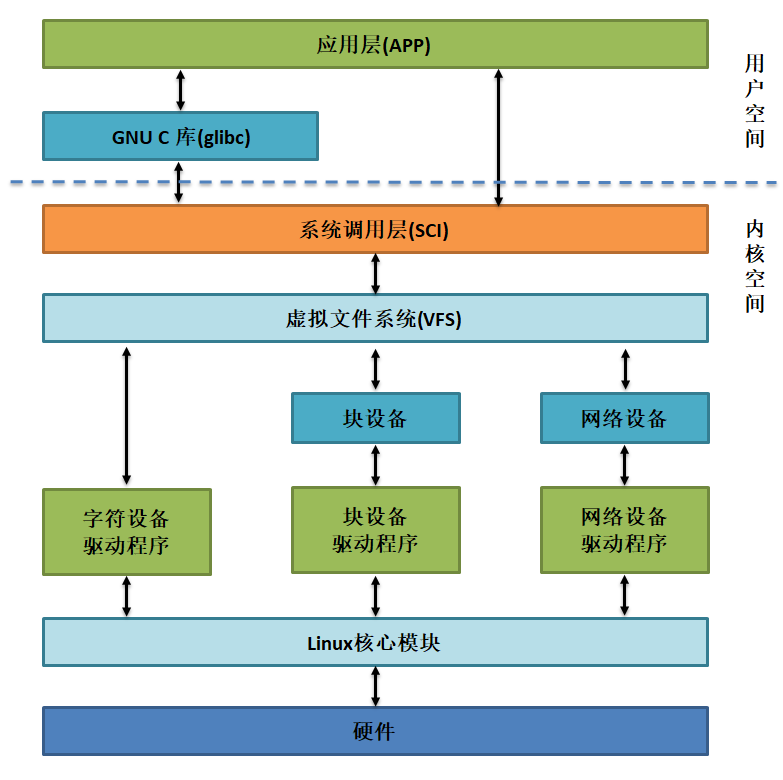 应用层(APP)
用户空间
GNU C 库(glibc)
系统调用层(SCI)
内核空间
虚拟文件系统(VFS)
块设备
网络设备
字符设备
驱动程序
块设备
驱动程序
网络设备
驱动程序
Linux核心模块
硬件